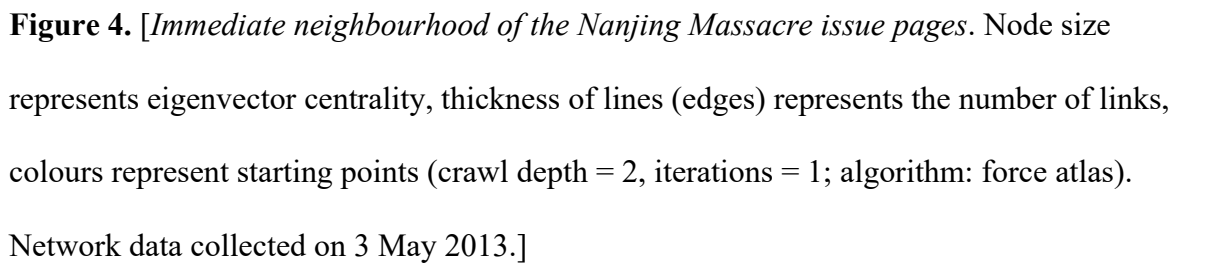 Figure 4. [Immediate neighbourhood of the Nanjing Massacre issue pages. Node size
represents eigenvector centrality, thickness of lines (edges) represents the number of links,
colours represent starting points (crawl depth = 2, iterations = 1; algorithm: force atlas).
Network data collected on 3 May 2013.]